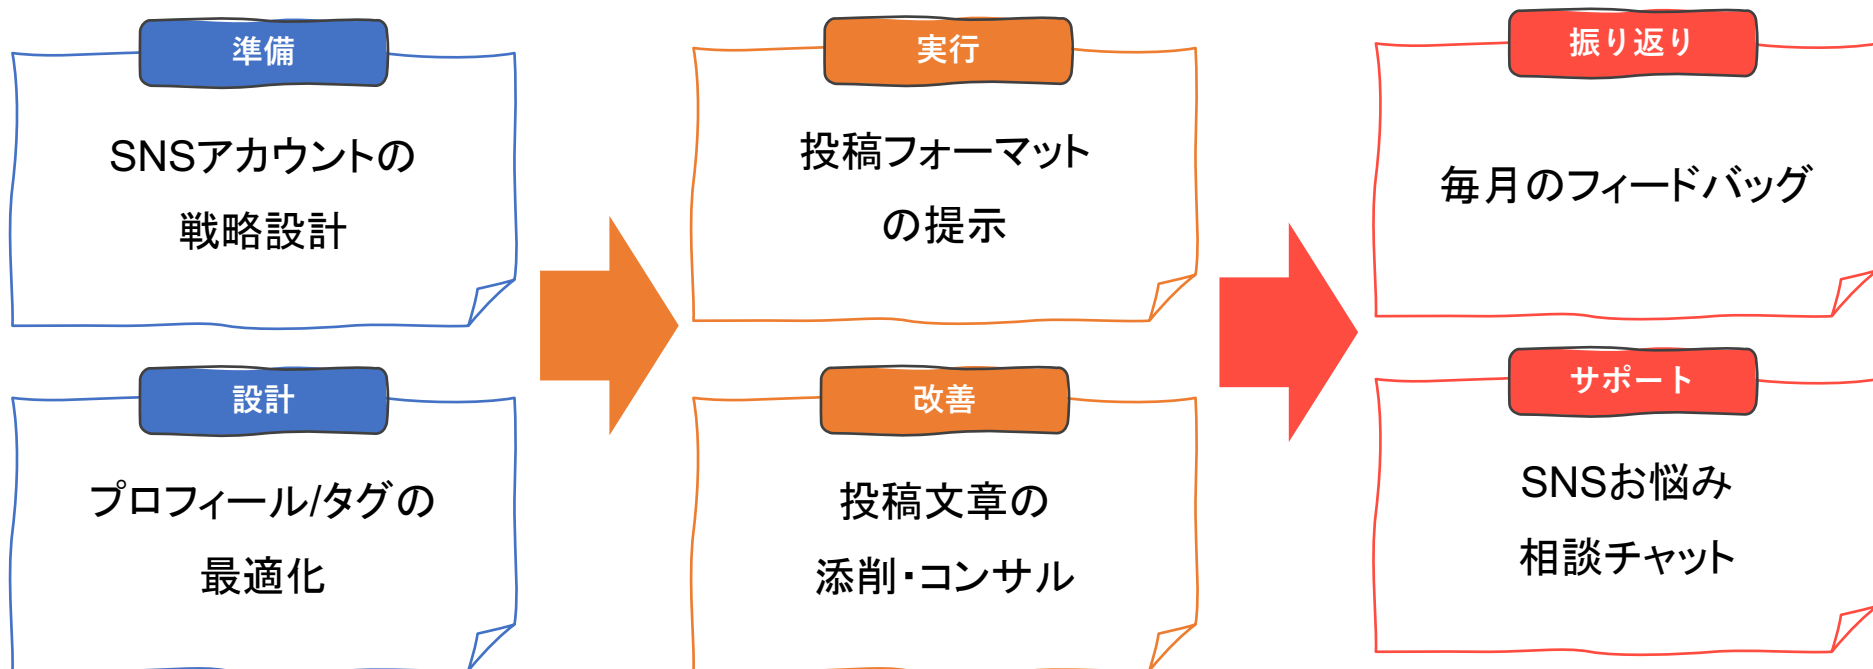 準備
SNSアカウントの
戦略設計
設計
プロフィール/タグの
最適化
実行
投稿フォーマット
の提示
改善
投稿文章の
添削・コンサル
振り返り
毎月のフィードバッグ
サポート
SNSお悩み
相談チャット